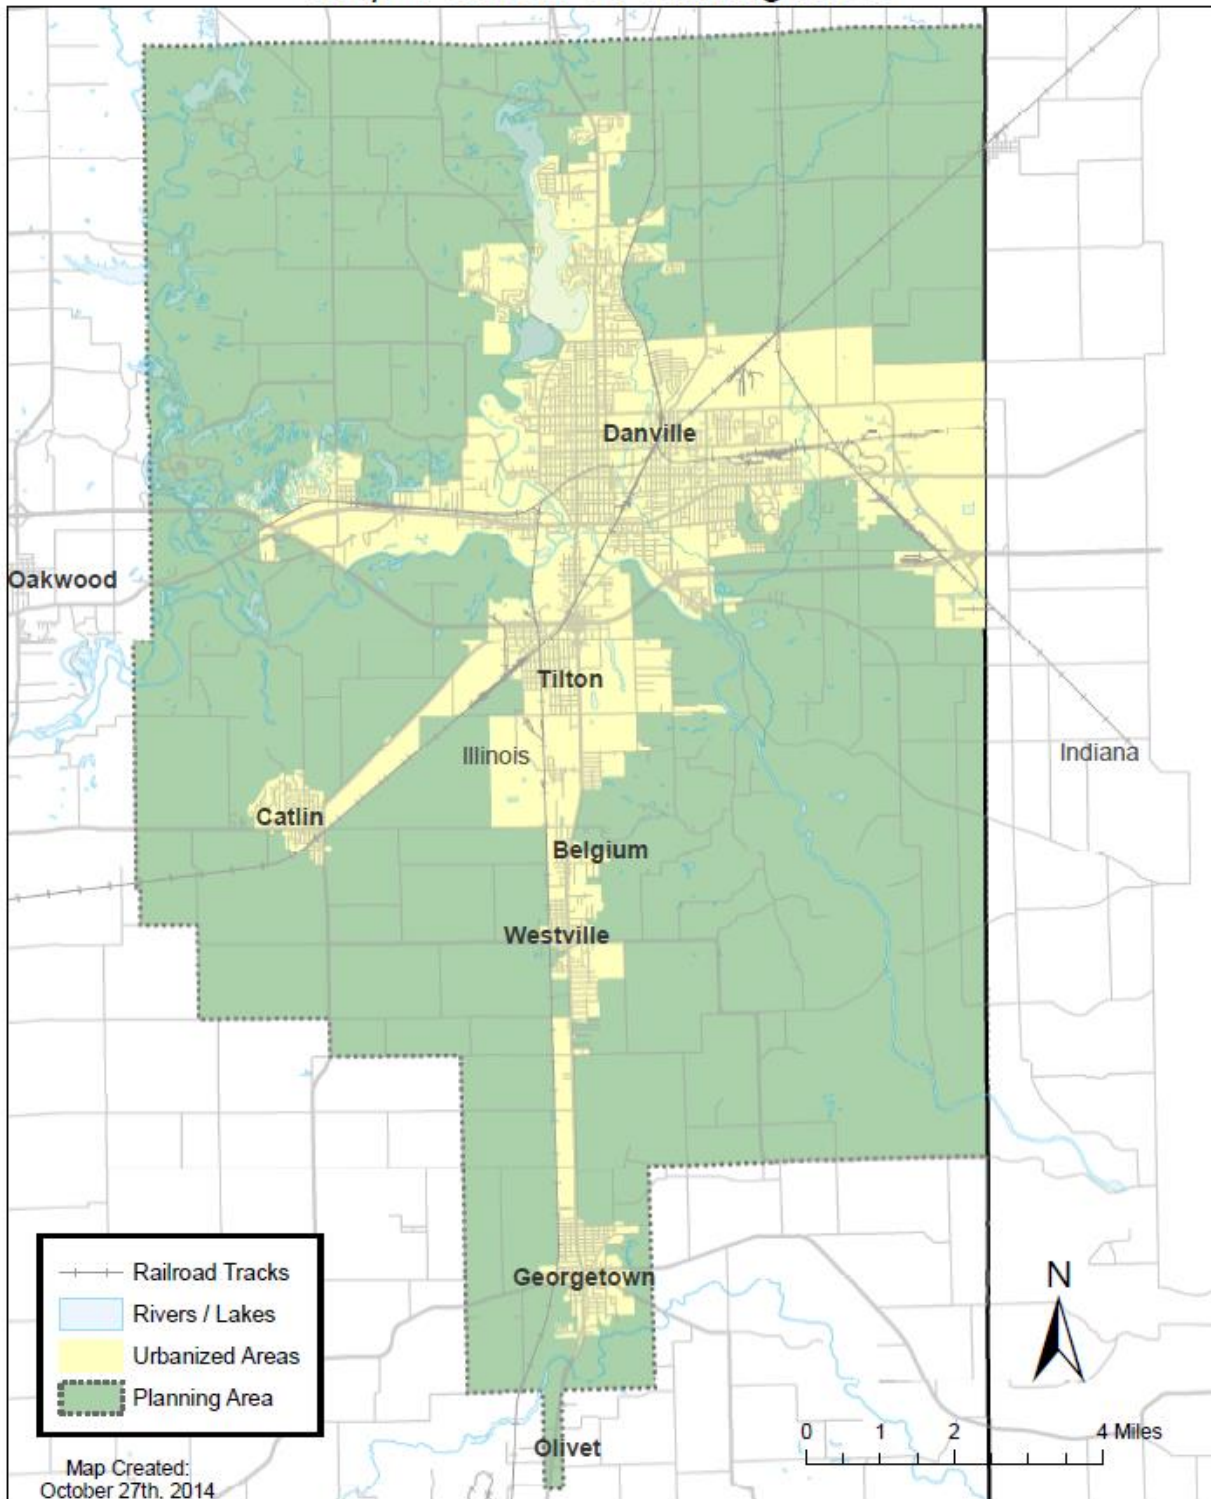 Danville
Oakwood
Tilton
Illinois
Indiana
Catlin
Belgium
Westville
Georgetown
Olivet
Railroad Tracks
Rivers / Lakes
Urbanized Areas
Planning Area
N
0 1 2 4 Miles
Map Created:
October 27th, 2014